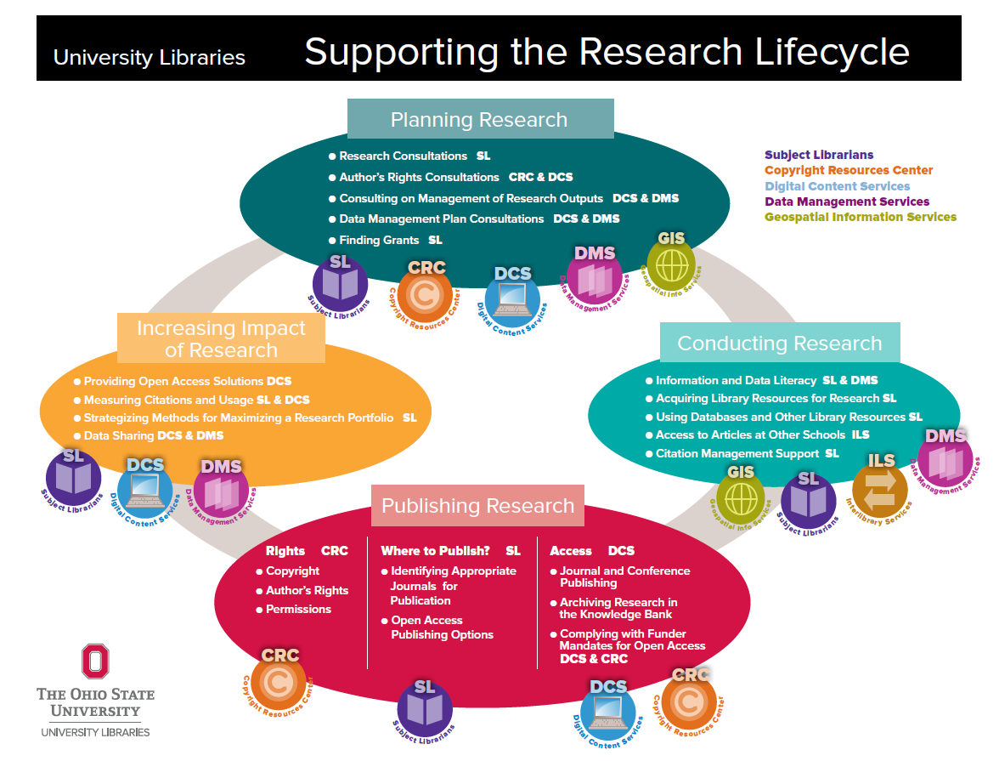 University Libraries
Supporting the Research Lifecycle
Planning Research
● Research Consultations SL
● Author's Rights Consultations CRC & DCS
● Consulting on Management of Research Outputs DCS & DMS
● Data Management Plan Consultations DCS & DMS
● Finding Grants SL
Subject Librarians
Copyright Resources Center
Digital Content Services
Data Management Services
Geospatial Information Services
SL
Subject Librarians
CRC
Copyright Resources Center
DCS
Digital Content Services
DMS
Data Management Services
GIS
Geospatial Info Services
Increasing Impact
of Research
● Providing Open Access Solutions DCS
● Measuring Citations and Usage SL & DCS
● Strategizing Methods for Maximizing a Research Portfolio SL
● Data Sharing DCS & DMS
SL
Subject Librarians
DCS
Digital Content Services
DMS
Data Management Services
Conducting Research
● Information and Data Literacy SL & DMS
● Acquiring Library Resources for Research SL
● Using Databases and Other Library Resources SL
● Access to Articles at Other Schools ILS
● Citation Management Support SL
GIS
Geospatial Info Services
SL
Subject Librarians
ILS
Interlibrary Services
DMS
Data Management Services
Publishing Research
Rights CRC
● Copyright
● Author's Rights
● Permissions
Where to Publish? SL
● Identifying Appropriate
Journals for
Publication
● Open Access
Publishing Options
Access DCS
● Journal and Conference
Publishing
● Archiving Research in
the Knowledge Bank
● Complying with Funder
Mandates for Open Access
DCS & CRC
CRC
Copyright Resources Center
SL
Subject Librarians
DCS
Digital Content Services
CRC
Copyright Resources Center
THE OHIO STATE
UNIVERSITY
UNIVERSITY LIBRARIES